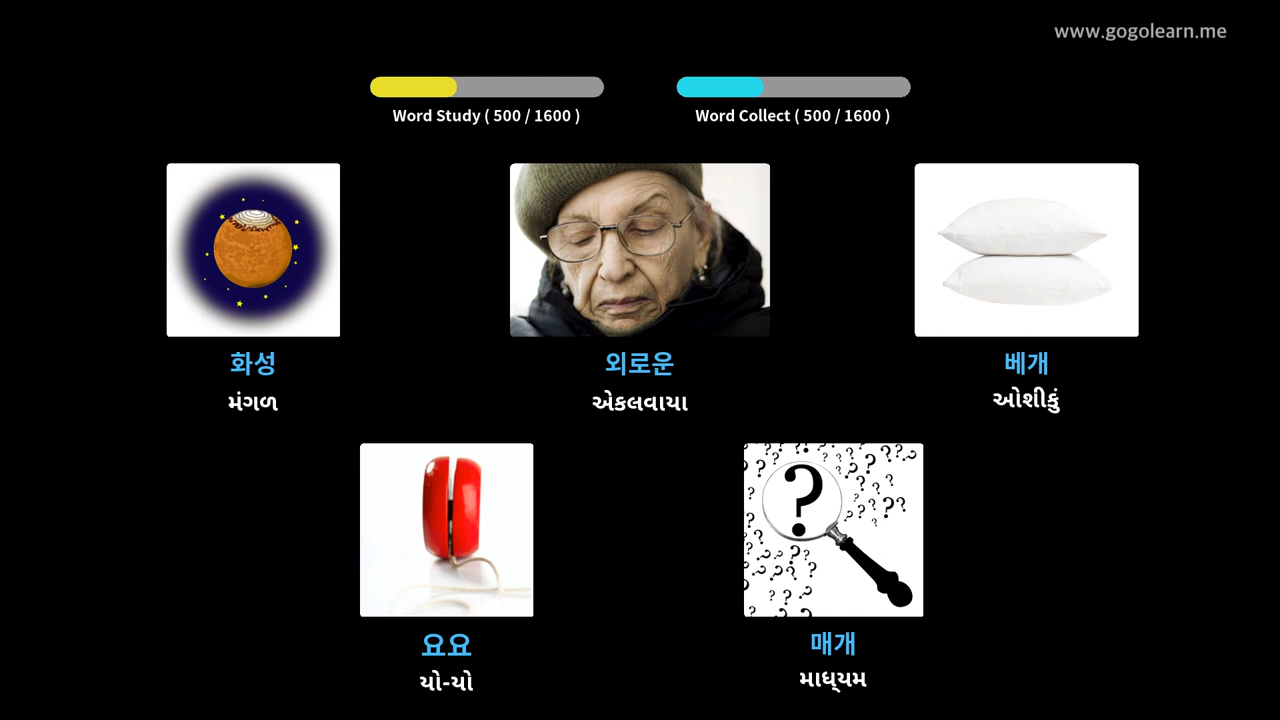 www.gogolearn.me
Word Study ( 500 / 1600 )
Word Collect ( 500 / 1600 )
화성
મંગળ
외로운
એકલવાયા
베개
ઓશીકું
요요
યો-યો
매개
માધ્યમ